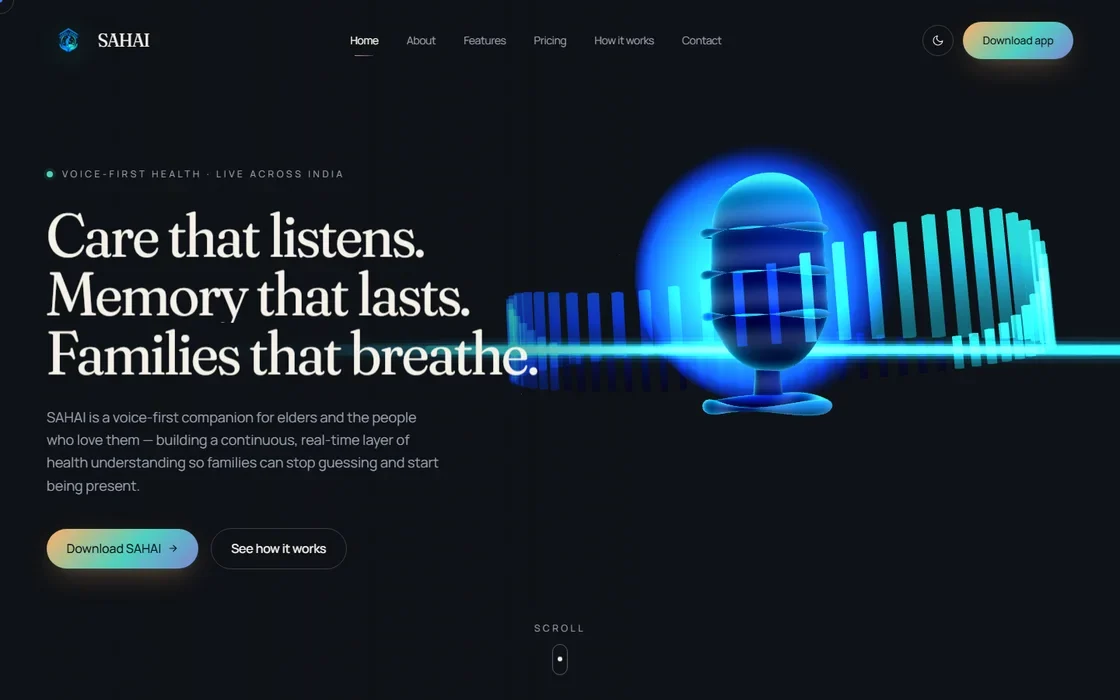 SAHAI
Home About Features Pricing How it works Contact
Download app
VOICE-FIRST HEALTH · LIVE ACROSS INDIA
Care that listens.
Memory that lasts.
Families that breathe.
SAHAI is a voice-first companion for elders and the people
who love them — building a continuous, real-time layer of
health understanding so families can stop guessing and start
being present.
Download SAHAI →
See how it works
SCROLL